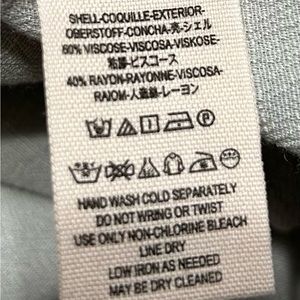 SHELL-COQUILLE-EXTERIOR-
OBERSTOFF-CONCHA-壳-シェル
60% VISCOSE-VISCOSA-VISKOSE-
粘膠-ビスコース
40% RAYON-RAYONNE-VISCOSA-
RAIOM-人造絲-レーヨン
HAND WASH COLD SEPARATELY
DO NOT WRING OR TWIST
USE ONLY NON-CHLORINE BLEACH
LINE DRY
LOW IRON AS NEEDED
MAY BE DRY CLEANED